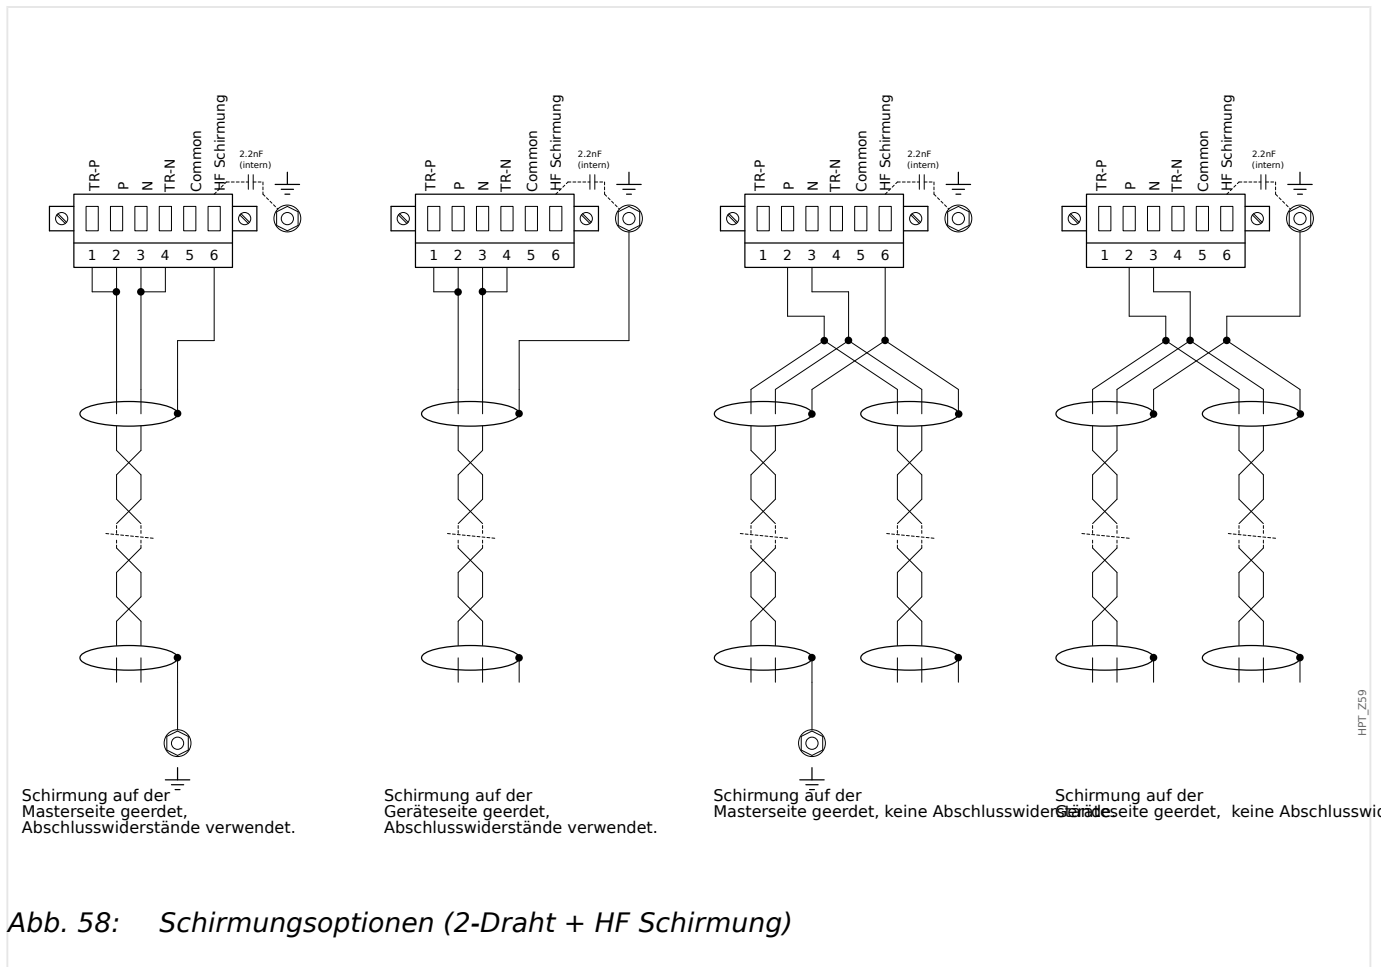 TR-P
P
N
TR-N
Common
HF Schirmung
2.2nF
(intern)
1 2 3 4 5 6
TR-P
P
N
TR-N
Common
HF Schirmung
2.2nF
(intern)
1 2 3 4 5 6
TR-P
P
N
TR-N
Common
HF Schirmung
2.2nF
(intern)
1 2 3 4 5 6
TR-P
P
N
TR-N
Common
HF Schirmung
2.2nF
(intern)
1 2 3 4 5 6
HPT_Z59
Schirmung auf der
Masterseite geerdet,
Abschlusswiderstände verwendet.
Schirmung auf der
Geräteseite geerdet,
Abschlusswiderstände verwendet.
Schirmung auf der
Masterseite geerdet, keine Abschlusswiderstände.
Schirmung auf der
Geräteseite geerdet, keine Abschlusswid
Abb. 58: Schirmungsoptionen (2-Draht + HF Schirmung)